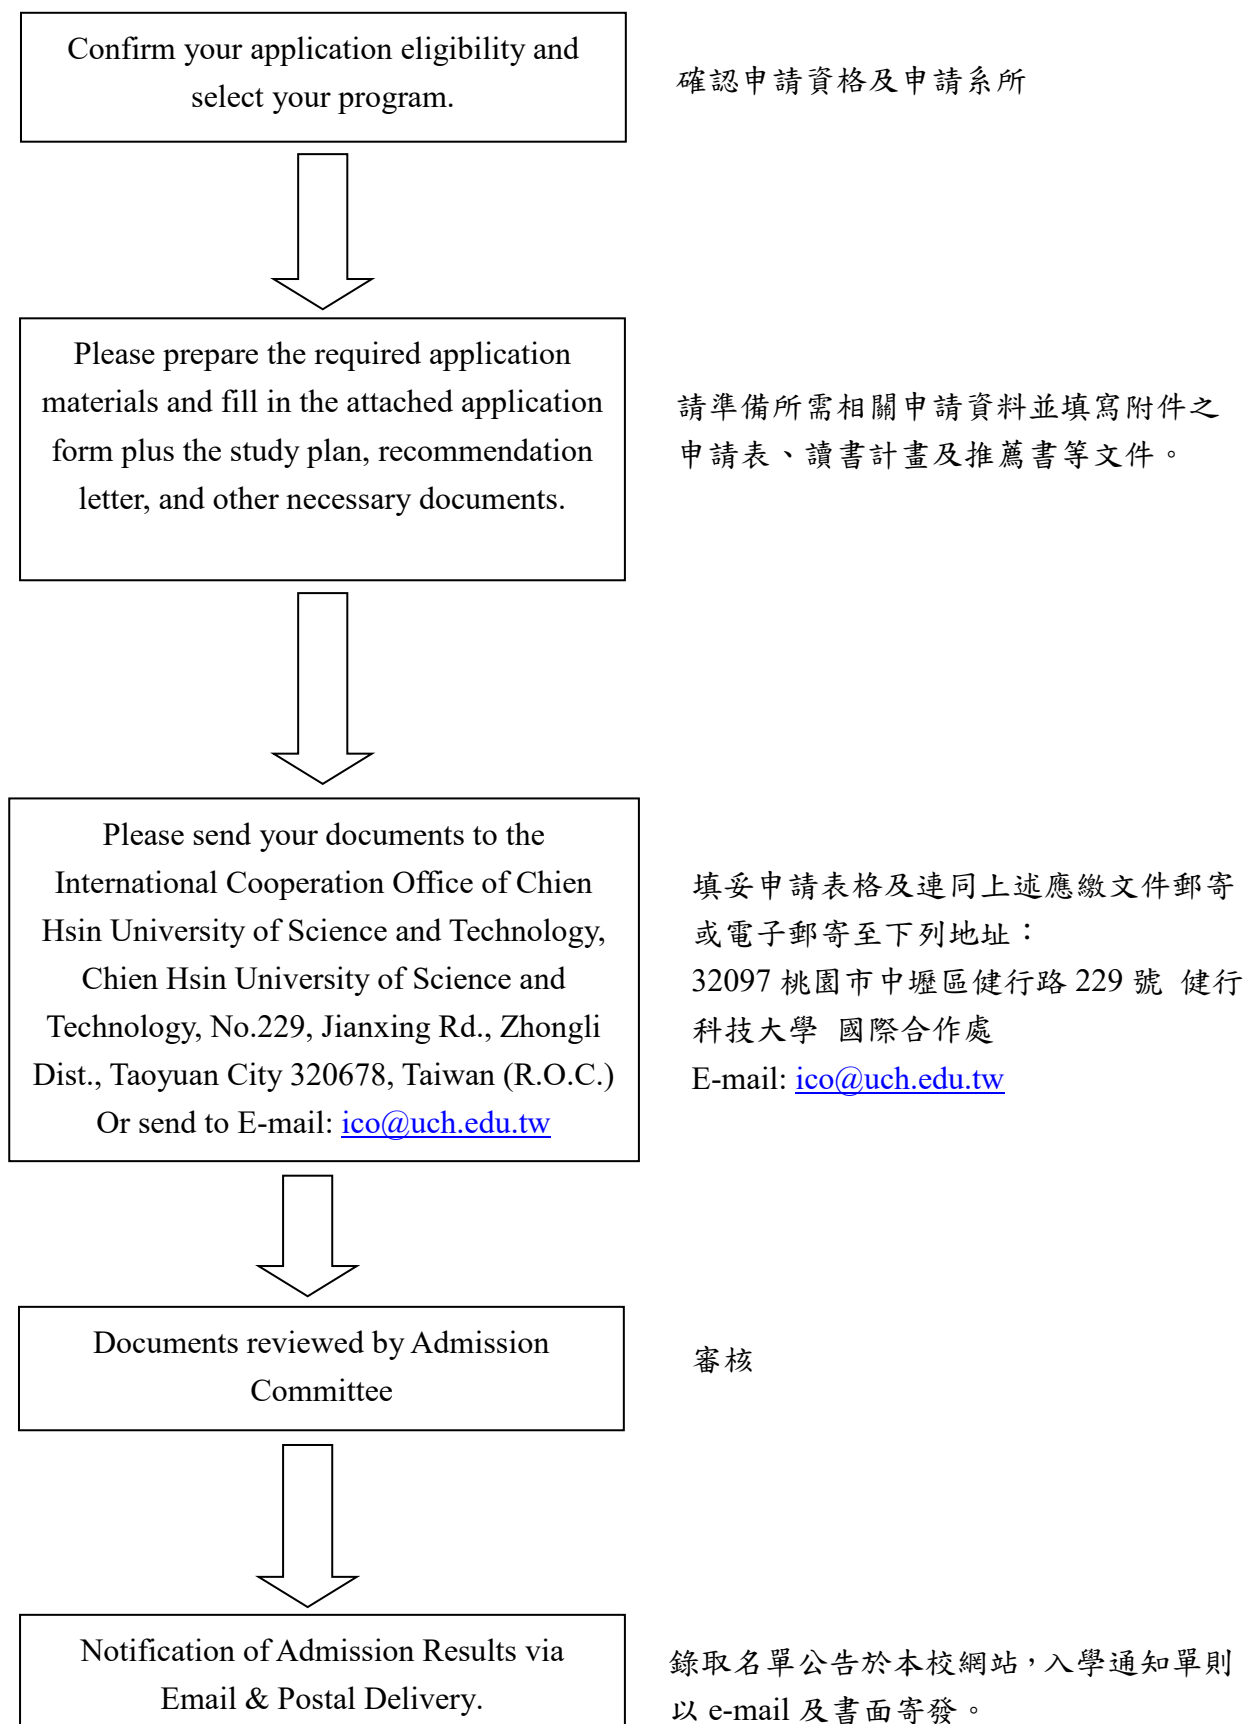 Confirm your application eligibility and
select your program.
確認申請資格及申請系所
Please prepare the required application
materials and fill in the attached application
form plus the study plan, recommendation
letter, and other necessary documents.
請準備所需相關申請資料並填寫附件之
申請表、讀書計畫及推薦書等文件。
Please send your documents to the
International Cooperation Office of Chien
Hsin University of Science and Technology,
Chien Hsin University of Science and
Technology, No.229, Jianxing Rd., Zhongli
Dist., Taoyuan City 320678, Taiwan (R.O.C.)
Or send to E-mail: ico@uch.edu.tw
填妥申請表格及連同上述應繳文件郵寄
或電子郵寄至下列地址：
32097 桃園市中壢區健行路 229 號 健行
科技大學 國際合作處
E-mail: ico@uch.edu.tw
Documents reviewed by Admission
Committee
審核
Notification of Admission Results via
Email & Postal Delivery.
錄取名單公告於本校網站，入學通知單則
以 e-mail 及書面寄發。